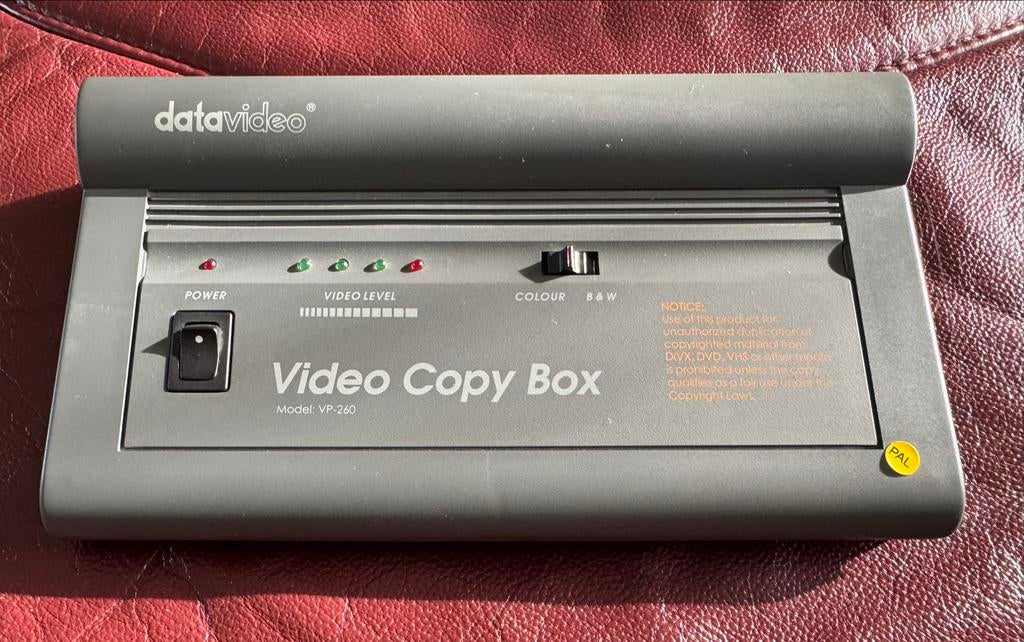 datavideo®
POWER
VIDEO LEVEL
COLOUR B & W
NOTICE:
Use of this product for
unauthorized duplication of
copyrighted material from
DIVX, DVD, VHS or other media
is prohibited unless the copy
qualifies as a fair use under the
Copyright Laws.
Video Copy Box
Model: VP-260
PAL